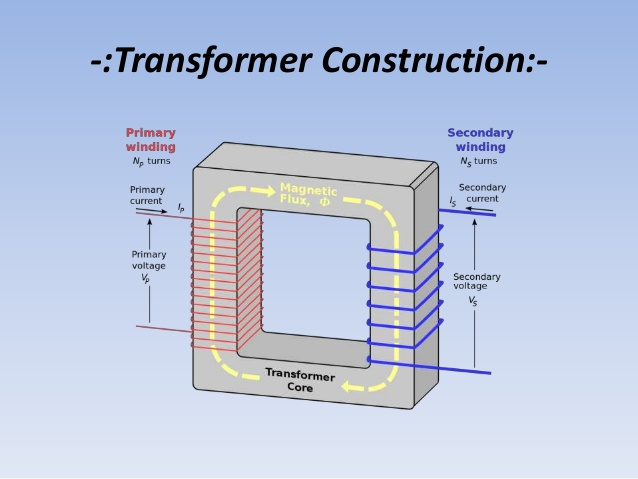 -:Transformer Construction:-
Primary
winding
Nₚ turns
Secondary
winding
Nₛ turns
Primary
current
Iₚ
Magnetic
Flux, Φ
Secondary
current
Iₛ
Primary
voltage
Vₚ
Secondary
voltage
Vₛ
Transformer
Core